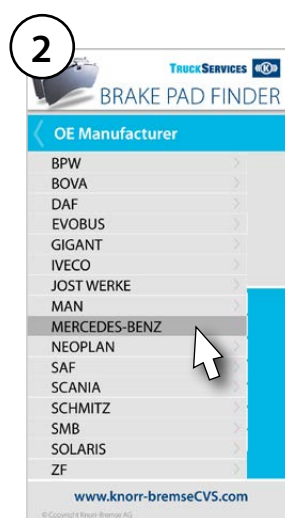 2
TRUCKSERVICES
BRAKE PAD FINDER
OE Manufacturer
BPW
BOVA
DAF
EVOBUS
GIGANT
IVECO
JOST WERKE
MAN
MERCEDES-BENZ
NEOPLAN
SAF
SCANIA
SCHMITZ
SMB
SOLARIS
ZF
www.knorr-bremseCVS.com
© Copyright Knorr-Bremse AG